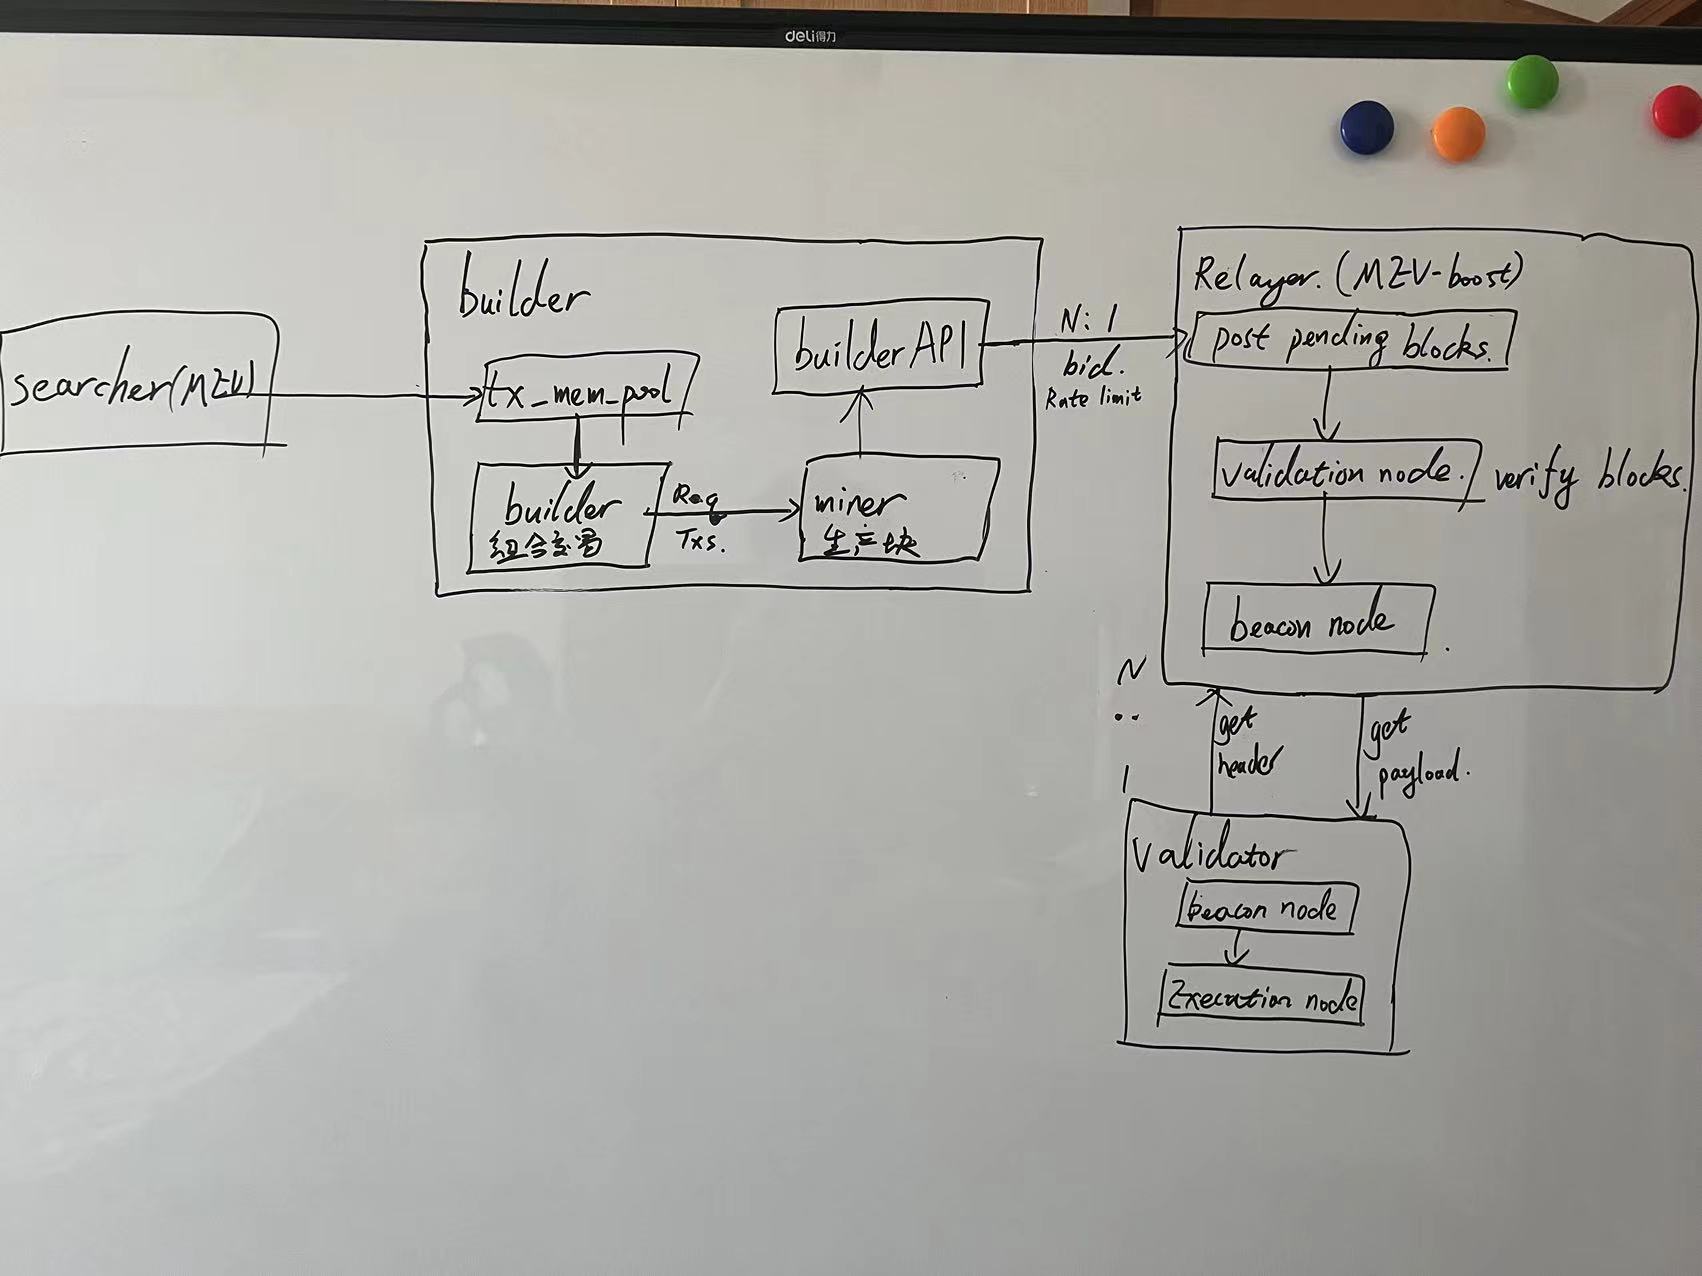 deli得力
searcher(MEV)
builder
tx_mem_pool
builder
组合交易
Req
Txs.
miner
生产块
builderAPI
N: 1
bid.
Rate limit
Relayer. (MEV-boost)
post pending blocks.
validation node.
verify blocks.
beacon node
N
..
1
get
header
get
payload.
Validator
beacon node
Execution node